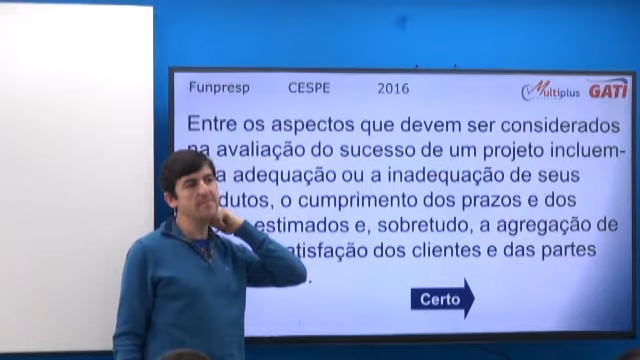 Funpresp CESPE 2016
Multiplus GATI
Entre os aspectos que devem ser considerados
na avaliação do sucesso de um projeto incluem-
a adequação ou a inadequação de seus
dutos, o cumprimento dos prazos e dos
estimados e, sobretudo, a agregação de
atisfação dos clientes e das partes
.
Certo